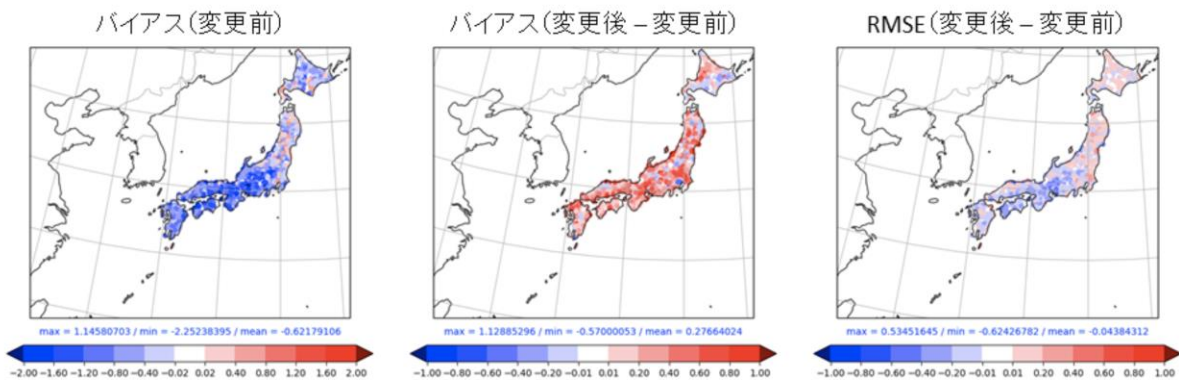 バイアス(変更前)
バイアス(変更後 – 変更前)
RMSE(変更後 – 変更前)
max = 1.14580703 / min = -2.25238395 / mean = -0.62179106
max = 1.12885296 / min = -0.57000053 / mean = 0.27664024
max = 0.53451645 / min = -0.62426782 / mean = -0.04384312
−2.00 −1.60 −1.20 −0.80 −0.40 −0.02 0.02 0.40 0.80 1.20 1.60 2.00
−1.00 −0.80 −0.60 −0.40 −0.20 −0.01 0.01 0.20 0.40 0.60 0.80 1.00
−1.00 −0.80 −0.60 −0.40 −0.20 −0.01 0.01 0.20 0.40 0.60 0.80 1.00